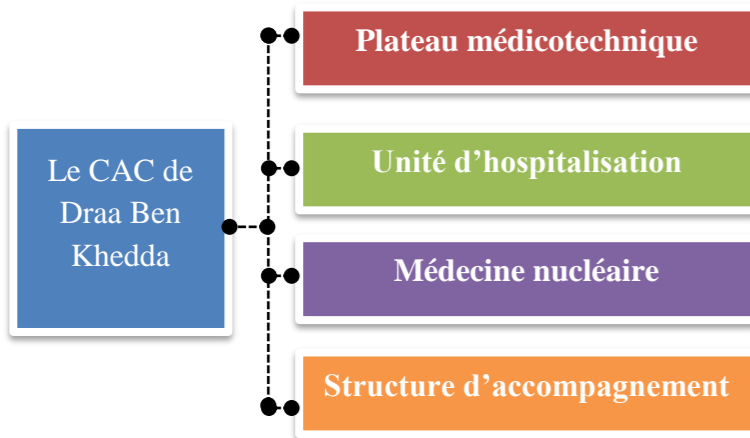 Le CAC de
Draa Ben
Khedda
Plateau médicotechnique
Unité d’hospitalisation
Médecine nucléaire
Structure d’accompagnement